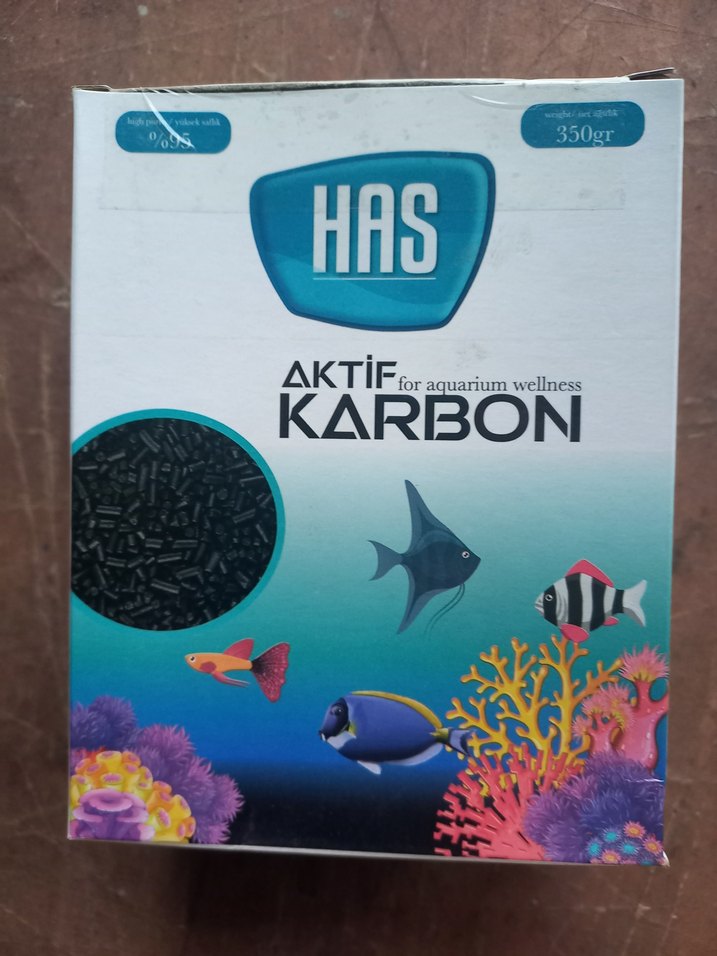 high purity / yüksek saflık
%95
weight/ net ağırlık
350gr
HAS
AKTİF
for aquarium wellness
KARBON